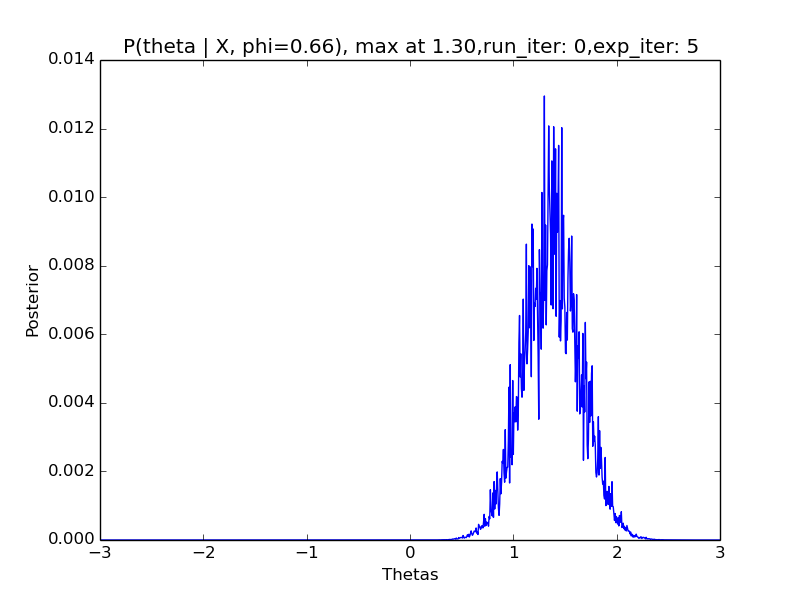 P(theta | X, phi=0.66), max at 1.30,run_iter: 0,exp_iter: 5
0.014
0.012
0.010
0.008
0.006
0.004
0.002
0.000
Posterior
−3 −2 −1 0 1 2 3
Thetas